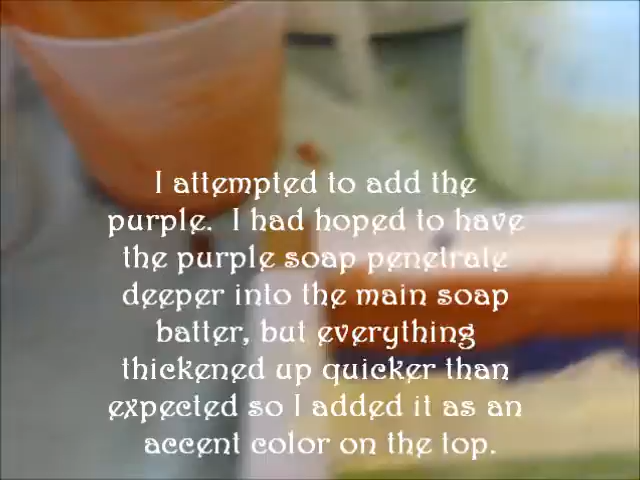 I attempted to add the
purple.  I had hoped to have
the purple soap penetrate
deeper into the main soap
batter, but everything
thickened up quicker than
expected so I added it as an
accent color on the top.